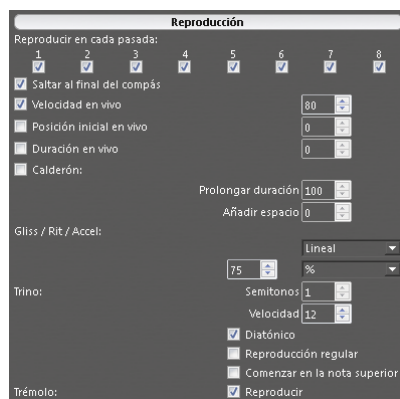 Reproducción
Reproducir en cada pasada:
1 2 3 4 5 6 7 8
Saltar al final del compás
Velocidad en vivo 80
Posición inicial en vivo 0
Duración en vivo 0
Calderón:
Prolongar duración 100
Añadir espacio 0
Gliss / Rit / Accel:
Lineal
75 %
Trino: Semitonos 1
Velocidad 12
Diatónico
Reproducción regular
Comenzar en la nota superior
Trémolo: Reproducir